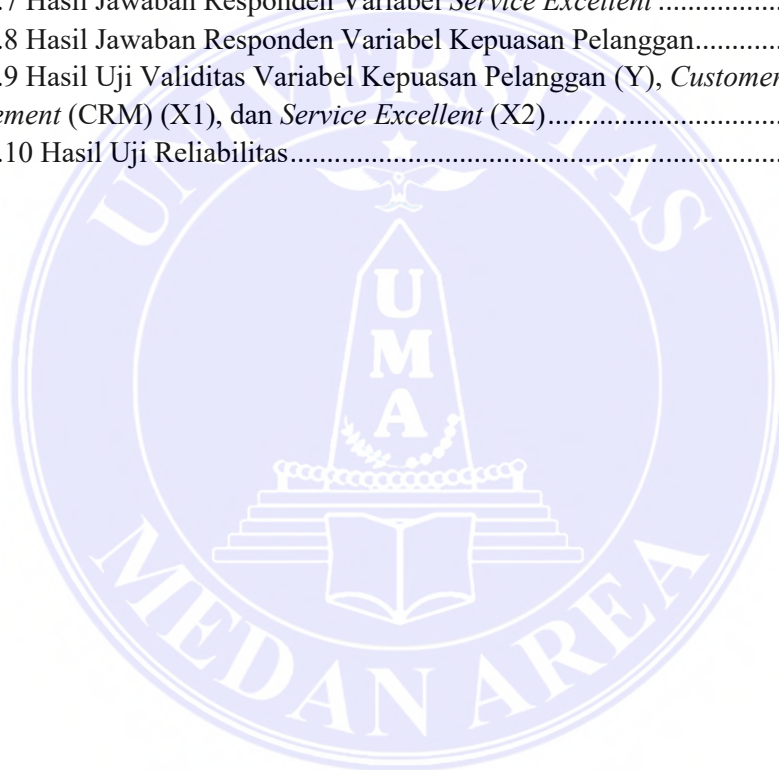 .7 Hasil Jawaban Responden Variabel Service Excellent ................
.8 Hasil Jawaban Responden Variabel Kepuasan Pelanggan.............
.9 Hasil Uji Validitas Variabel Kepuasan Pelanggan (Y), Customer
ement (CRM) (X1), dan Service Excellent (X2)................................
.10 Hasil Uji Reliabilitas....................................................................
UNIVERSITAS
U
M
A
MEDAN AREA